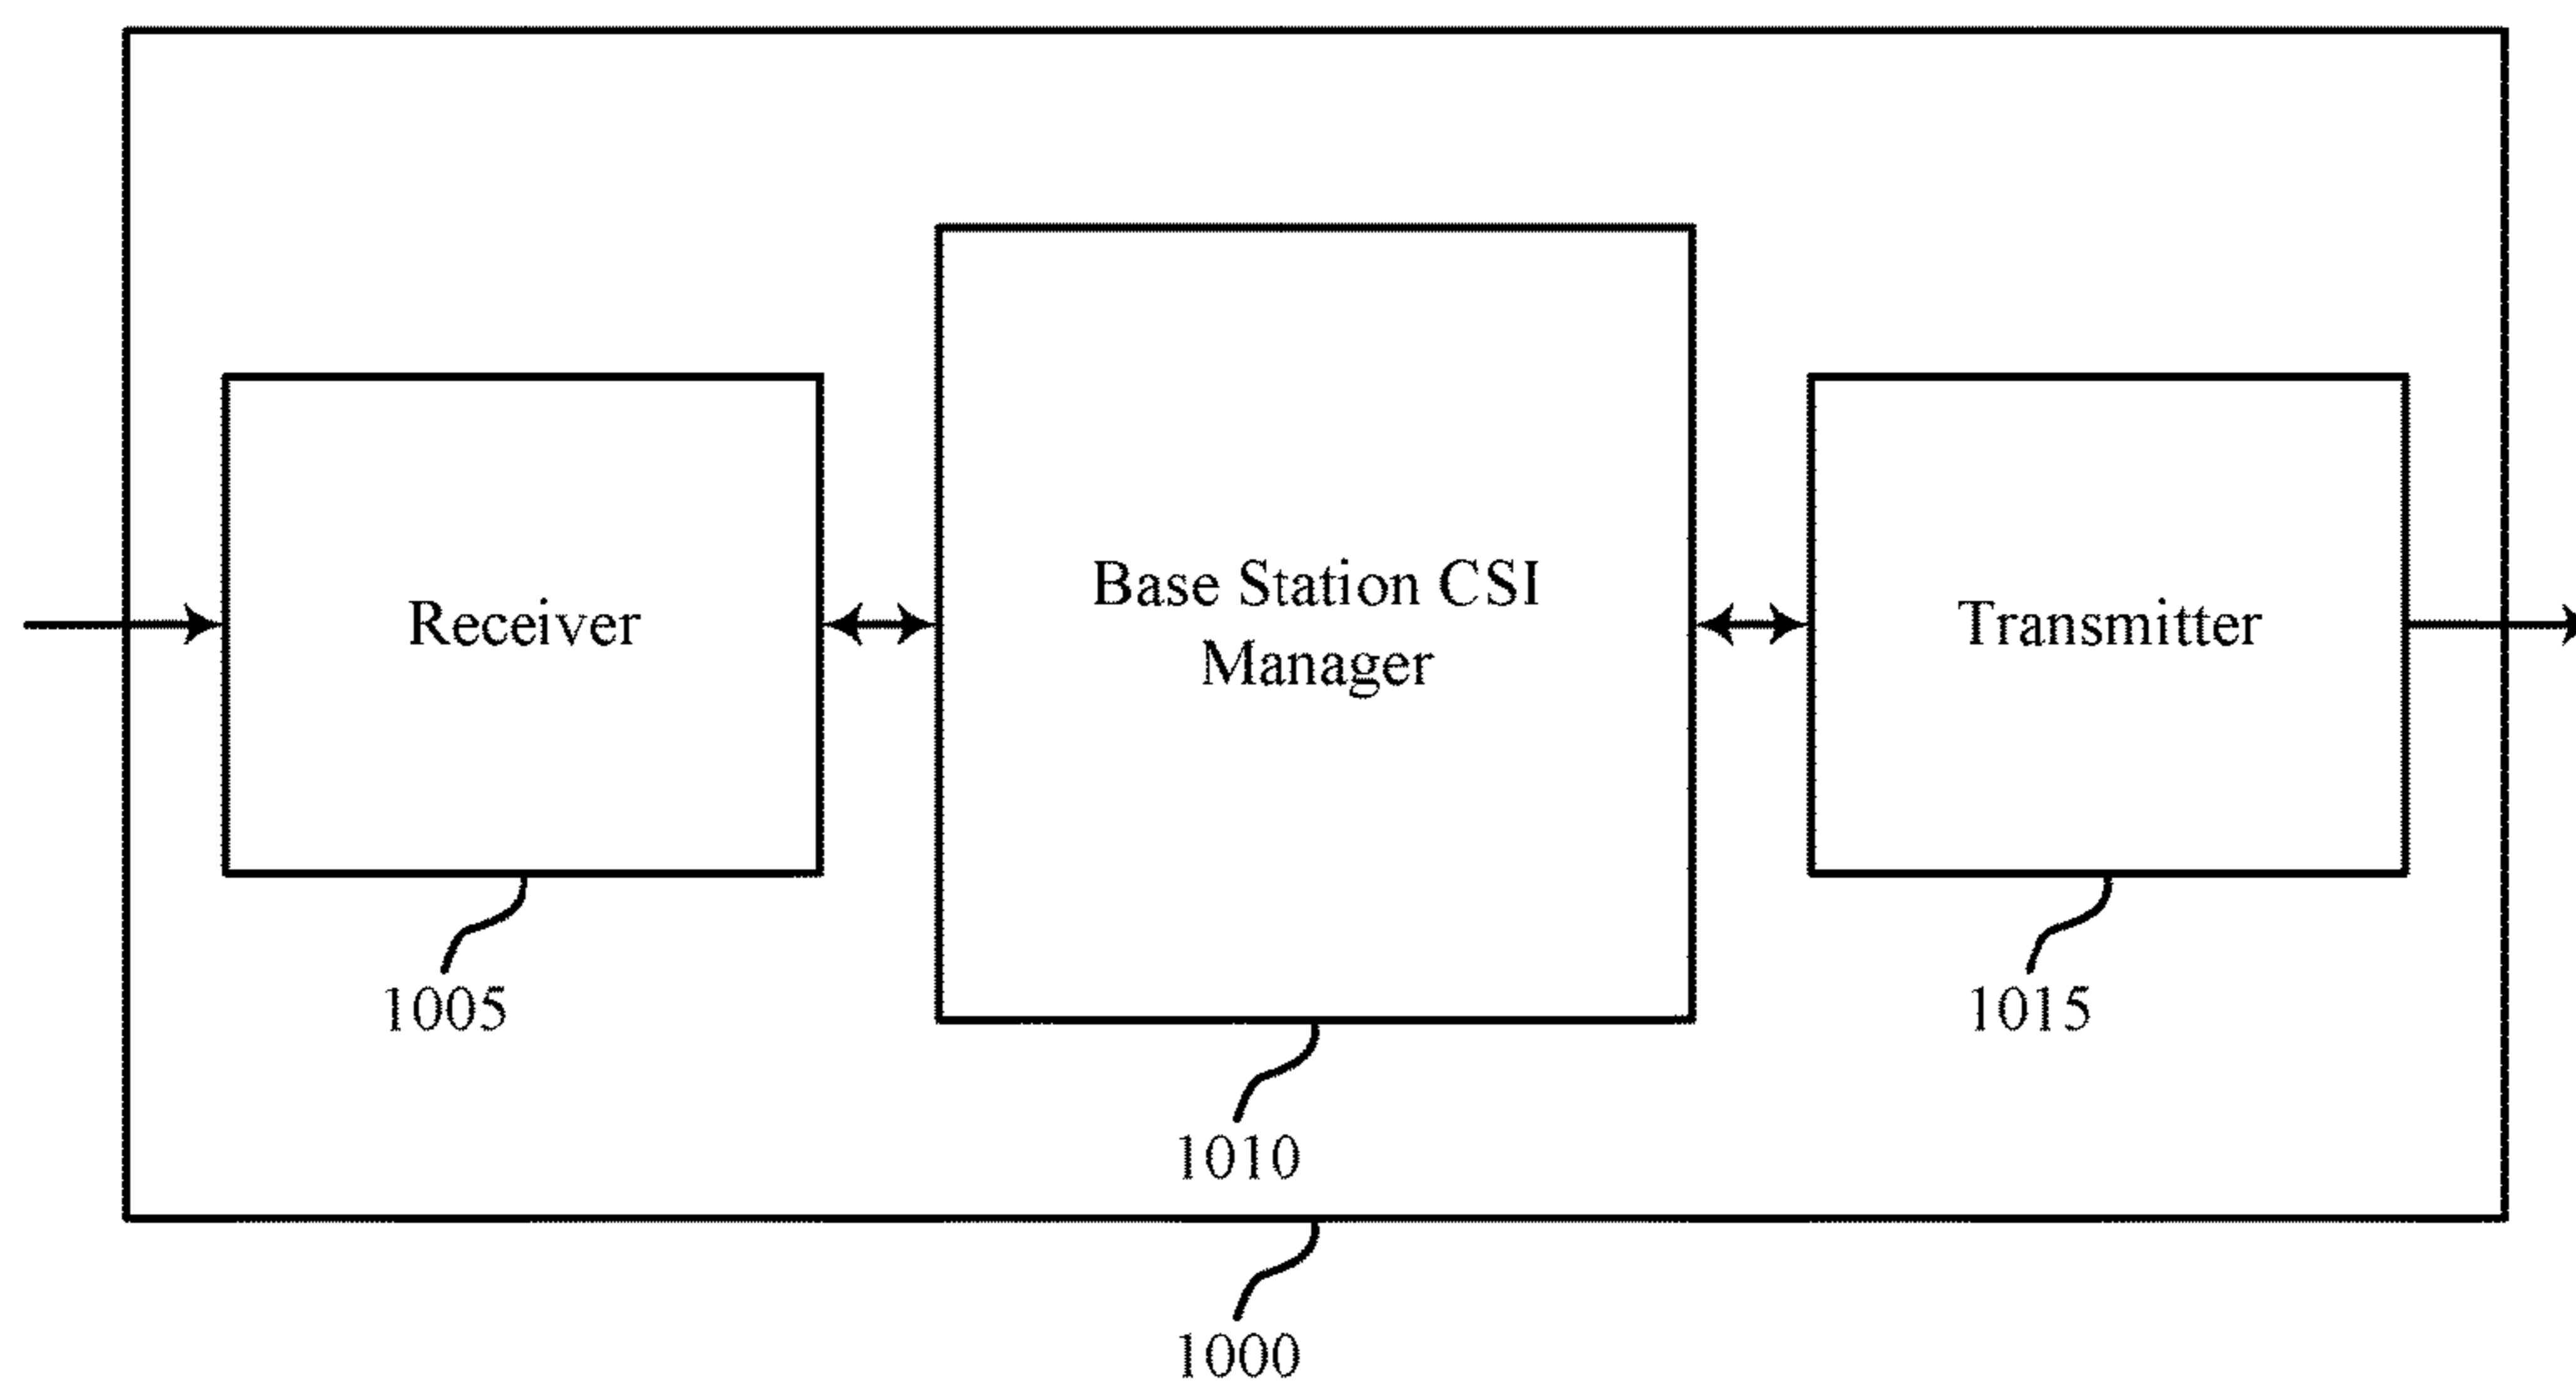 Receiver
Base Station CSI
Manager
Transmitter
1005
1015
1010
1000